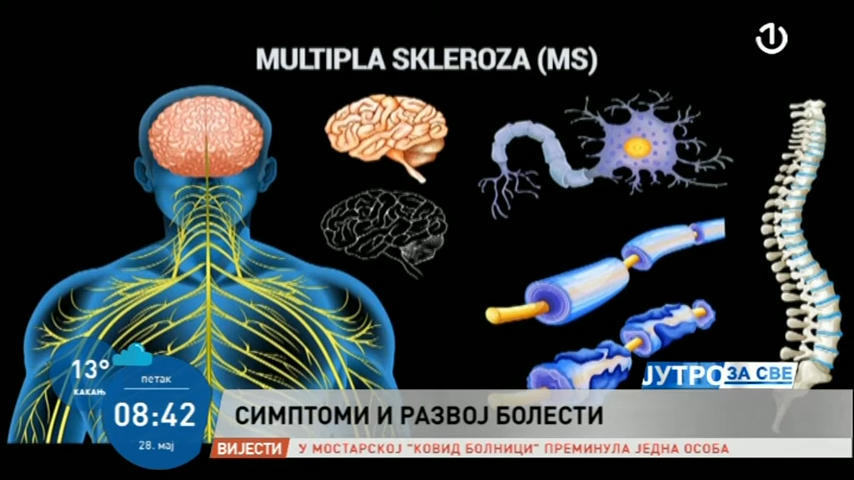 MULTIPLA SKLEROZA (MS)
13°
КАКАЊ
петак
08:42
28. мај
ЈУТРО ЗА СВЕ
СИМПТОМИ И РАЗВОЈ БОЛЕСТИ
ВИЈЕСТИ У МОСТАРСКОЈ "КОВИД БОЛНИЦИ" ПРЕМИНУЛА ЈЕДНА ОСОБА